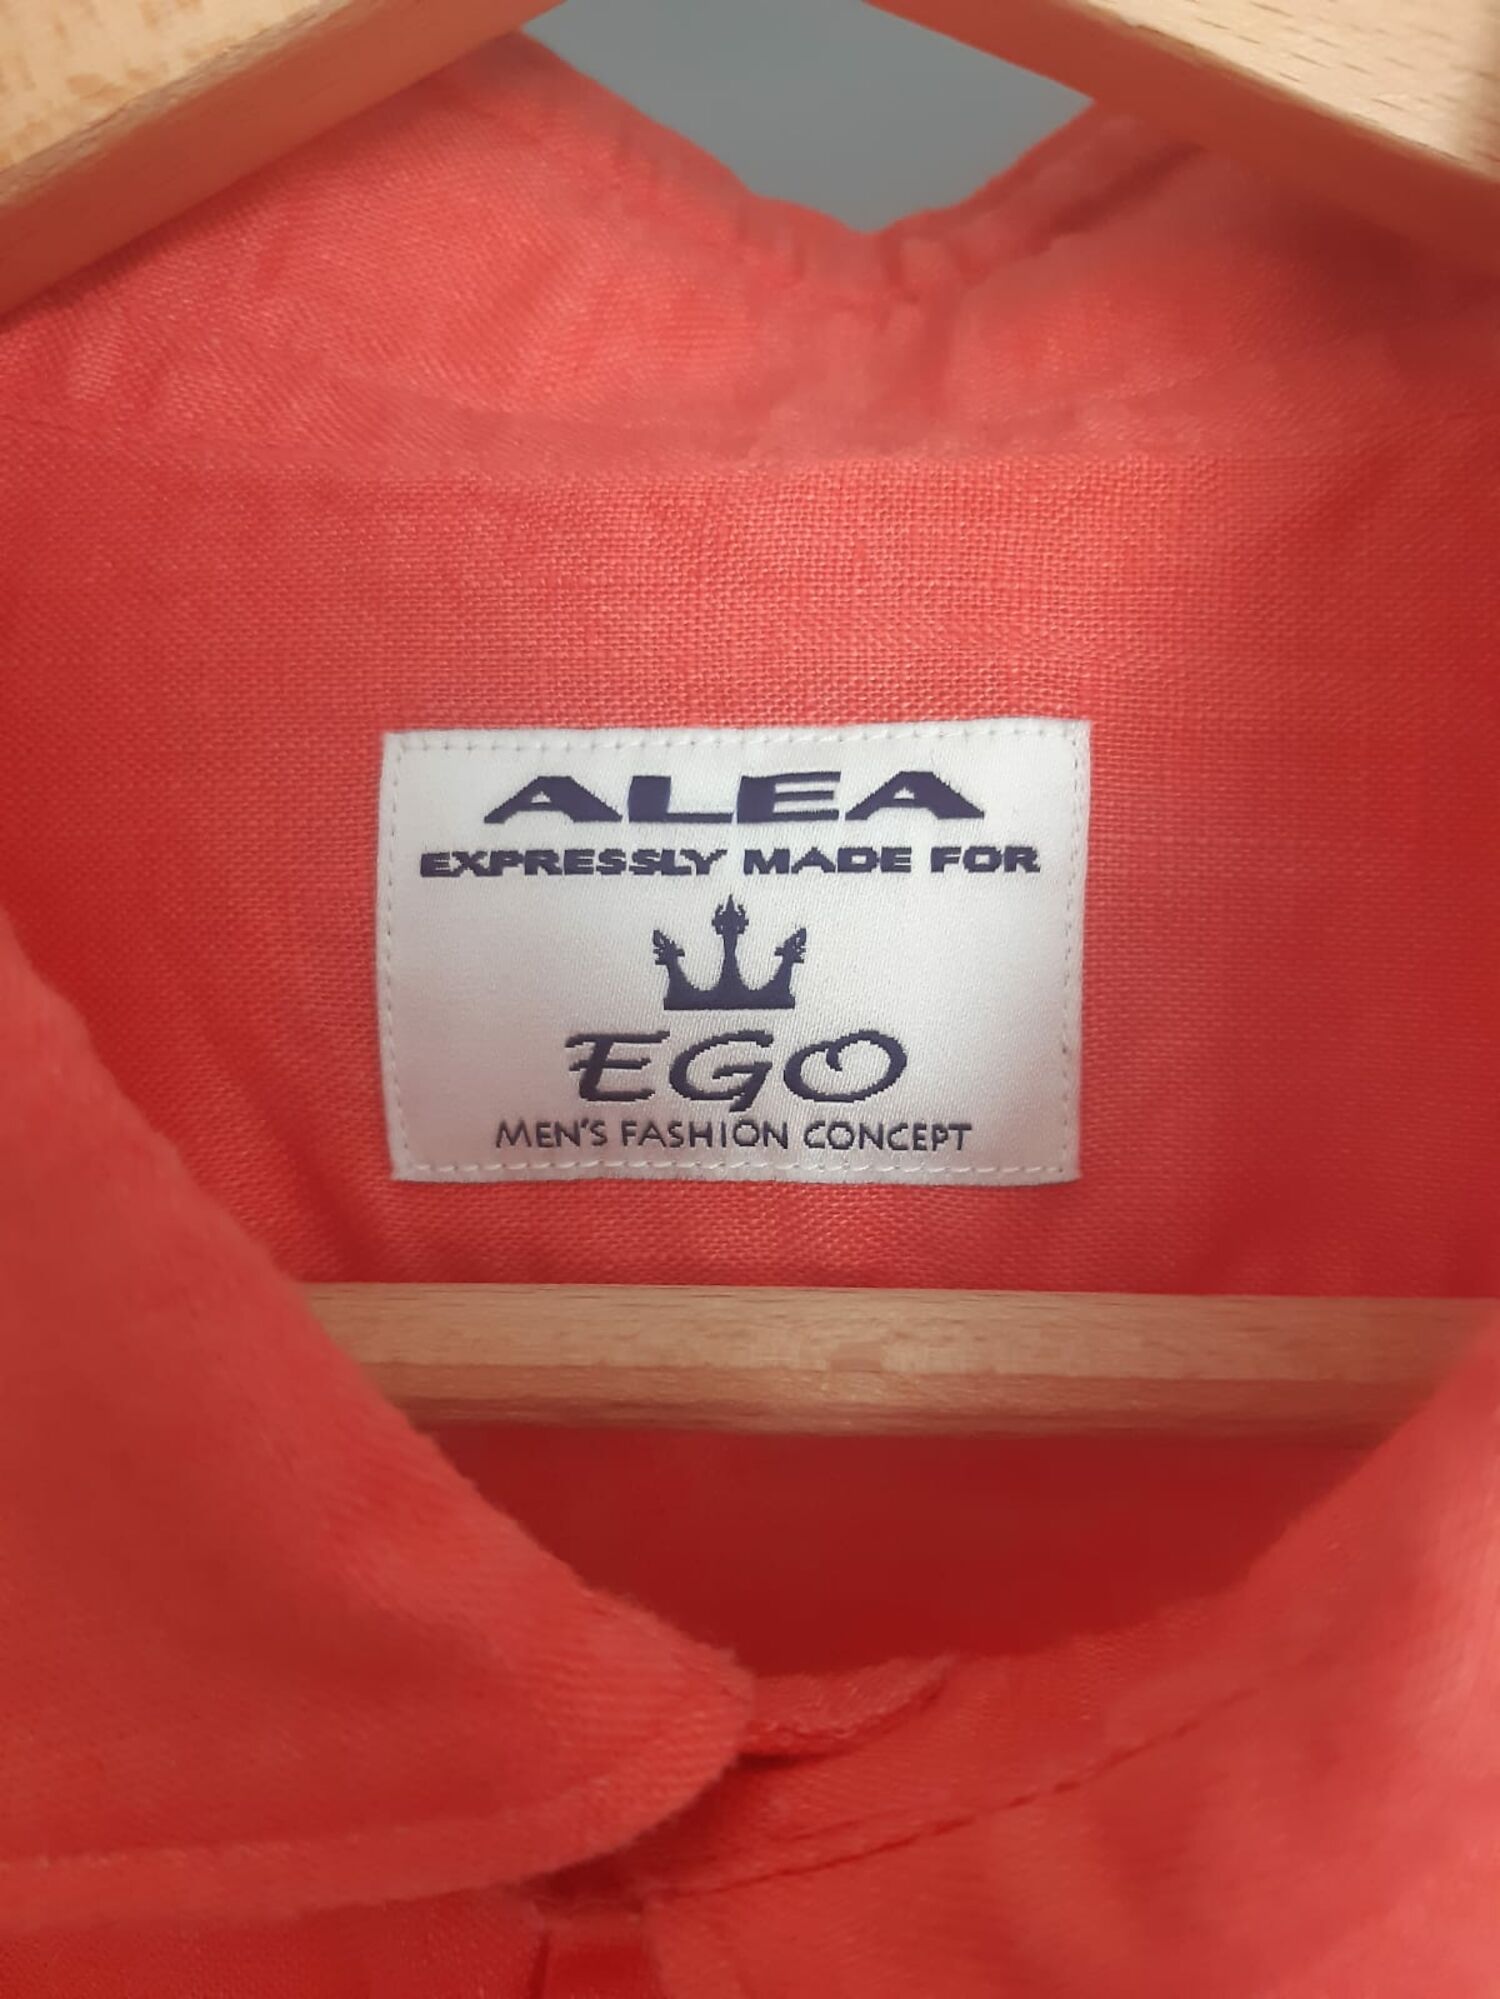 ALEA
EXPRESSLY MADE FOR
EGO
MEN'S FASHION CONCEPT